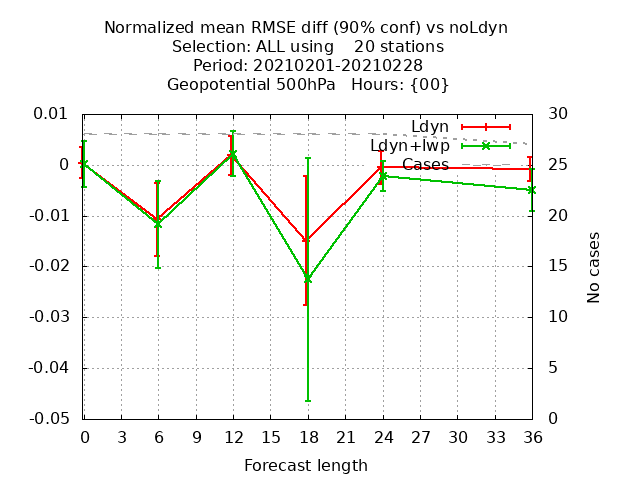 Normalized mean RMSE diff (90% conf) vs noLdyn
Selection: ALL using    20 stations
Period: 20210201-20210228
Geopotential 500hPa   Hours: {00}
0.01
0
-0.01
-0.02
-0.03
-0.04
-0.05
Ldyn
Ldyn+lwp
Cases
30
25
20
15
10
5
0
No cases
0 3 6 9 12 15 18 21 24 27 30 33 36
Forecast length